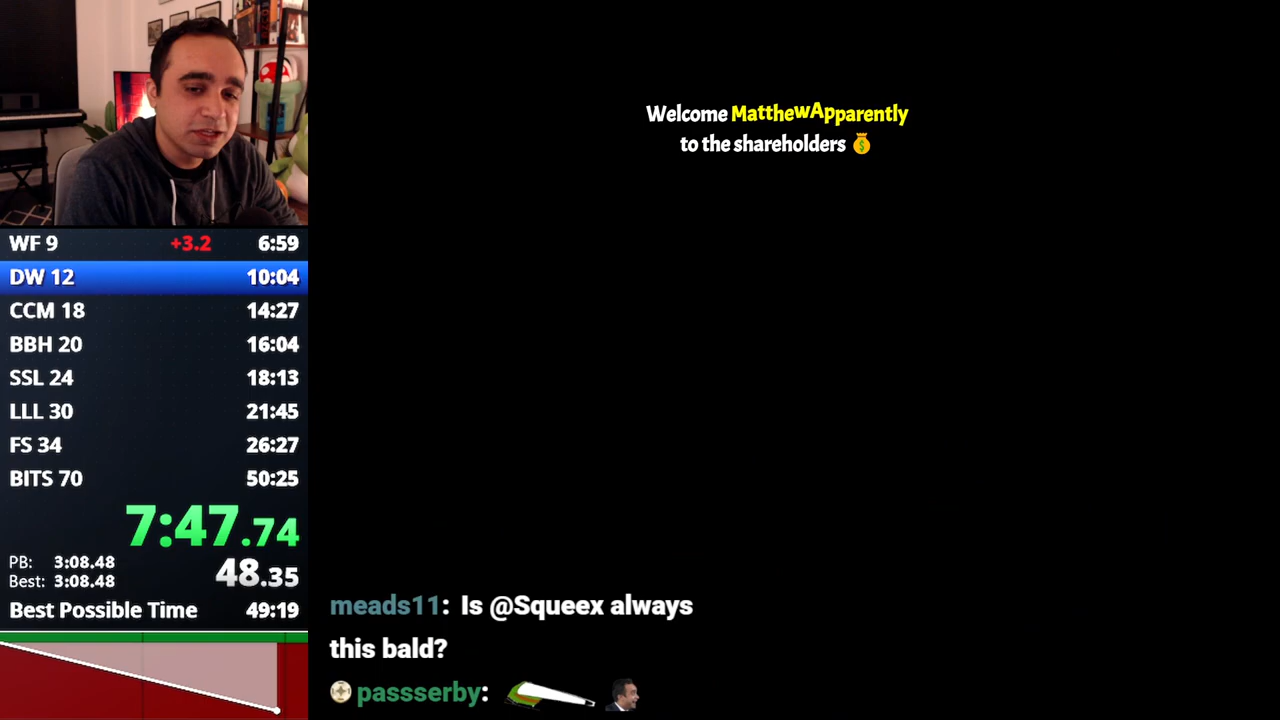 Welcome MatthewApparently
to the shareholders
WF 9 +3.2 6:59
DW 12 10:04
CCM 18 14:27
BBH 20 16:04
SSL 24 18:13
LLL 30 21:45
FS 34 26:27
BITS 70 50:25
7:47.74
PB: 3:08.48
Best: 3:08.48
48.35
Best Possible Time 49:19
meads11: Is @Squeex always
this bald?
passserby: